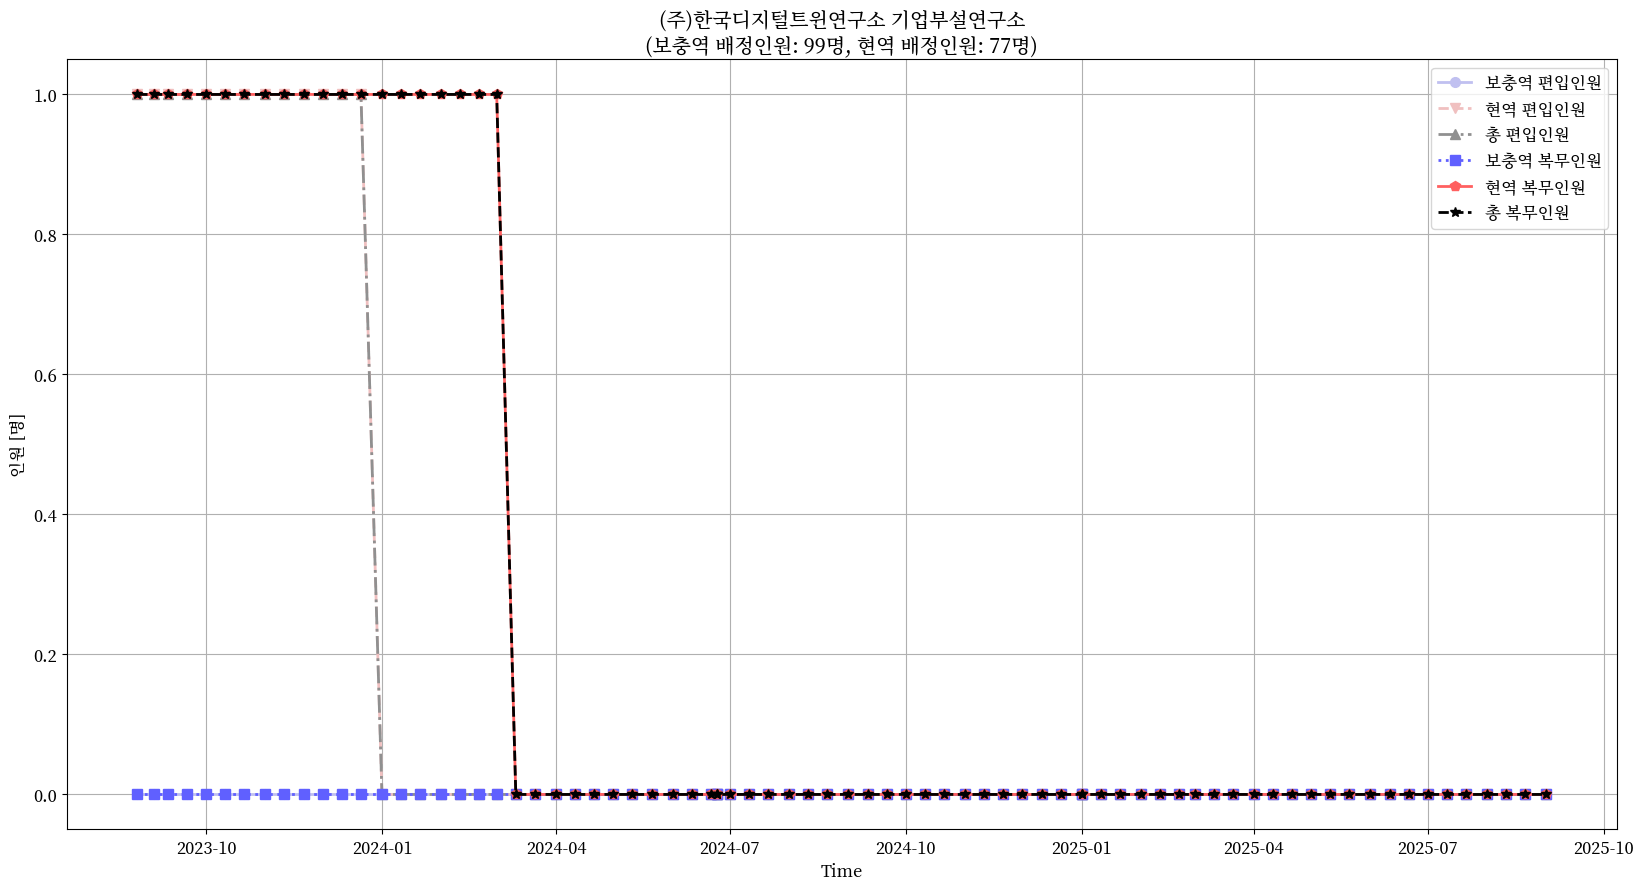 (주)한국디지털트윈연구소 기업부설연구소
(보충역 배정인원: 99명, 현역 배정인원: 77명)
보충역 편입인원
현역 편입인원
총 편입인원
보충역 복무인원
현역 복무인원
총 복무인원
인원 [명]
1.0
0.8
0.6
0.4
0.2
0.0
2023-10
2024-01
2024-04
2024-07
2024-10
2025-01
2025-04
2025-07
2025-10
Time